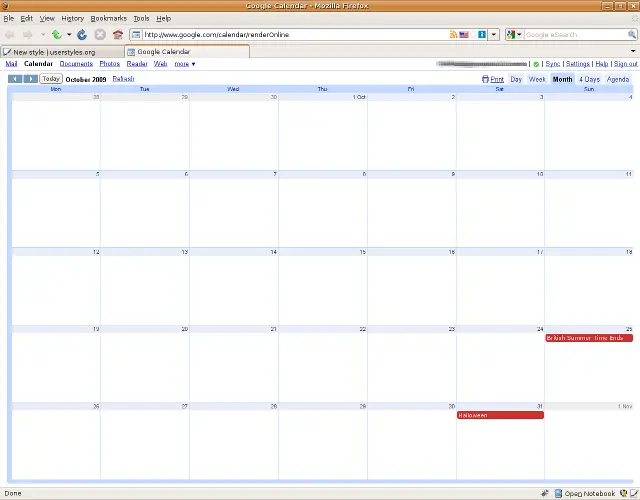 Google Calendar - Mozilla Firefox
File Edit View History Bookmarks Tools Help
http://www.google.com/calendar/renderOnline
Google eSearch
New style | userstyles.org
Google Calendar
Mail Calendar Documents Photos Reader Web more ▼
| Sync | Settings | Help | Sign out
Today October 2009 Refresh
Print Day Week Month 4 Days Agenda
Mon Tue Wed Thu Fri Sat Sun
28 29 30 1 Oct 2 3 4
5 6 7 8 9 10 11
12 13 14 15 16 17 18
19 20 21 22 23 24 25
British Summer Time Ends
26 27 28 29 30 31 1 Nov
Halloween
Done
Open Notebook